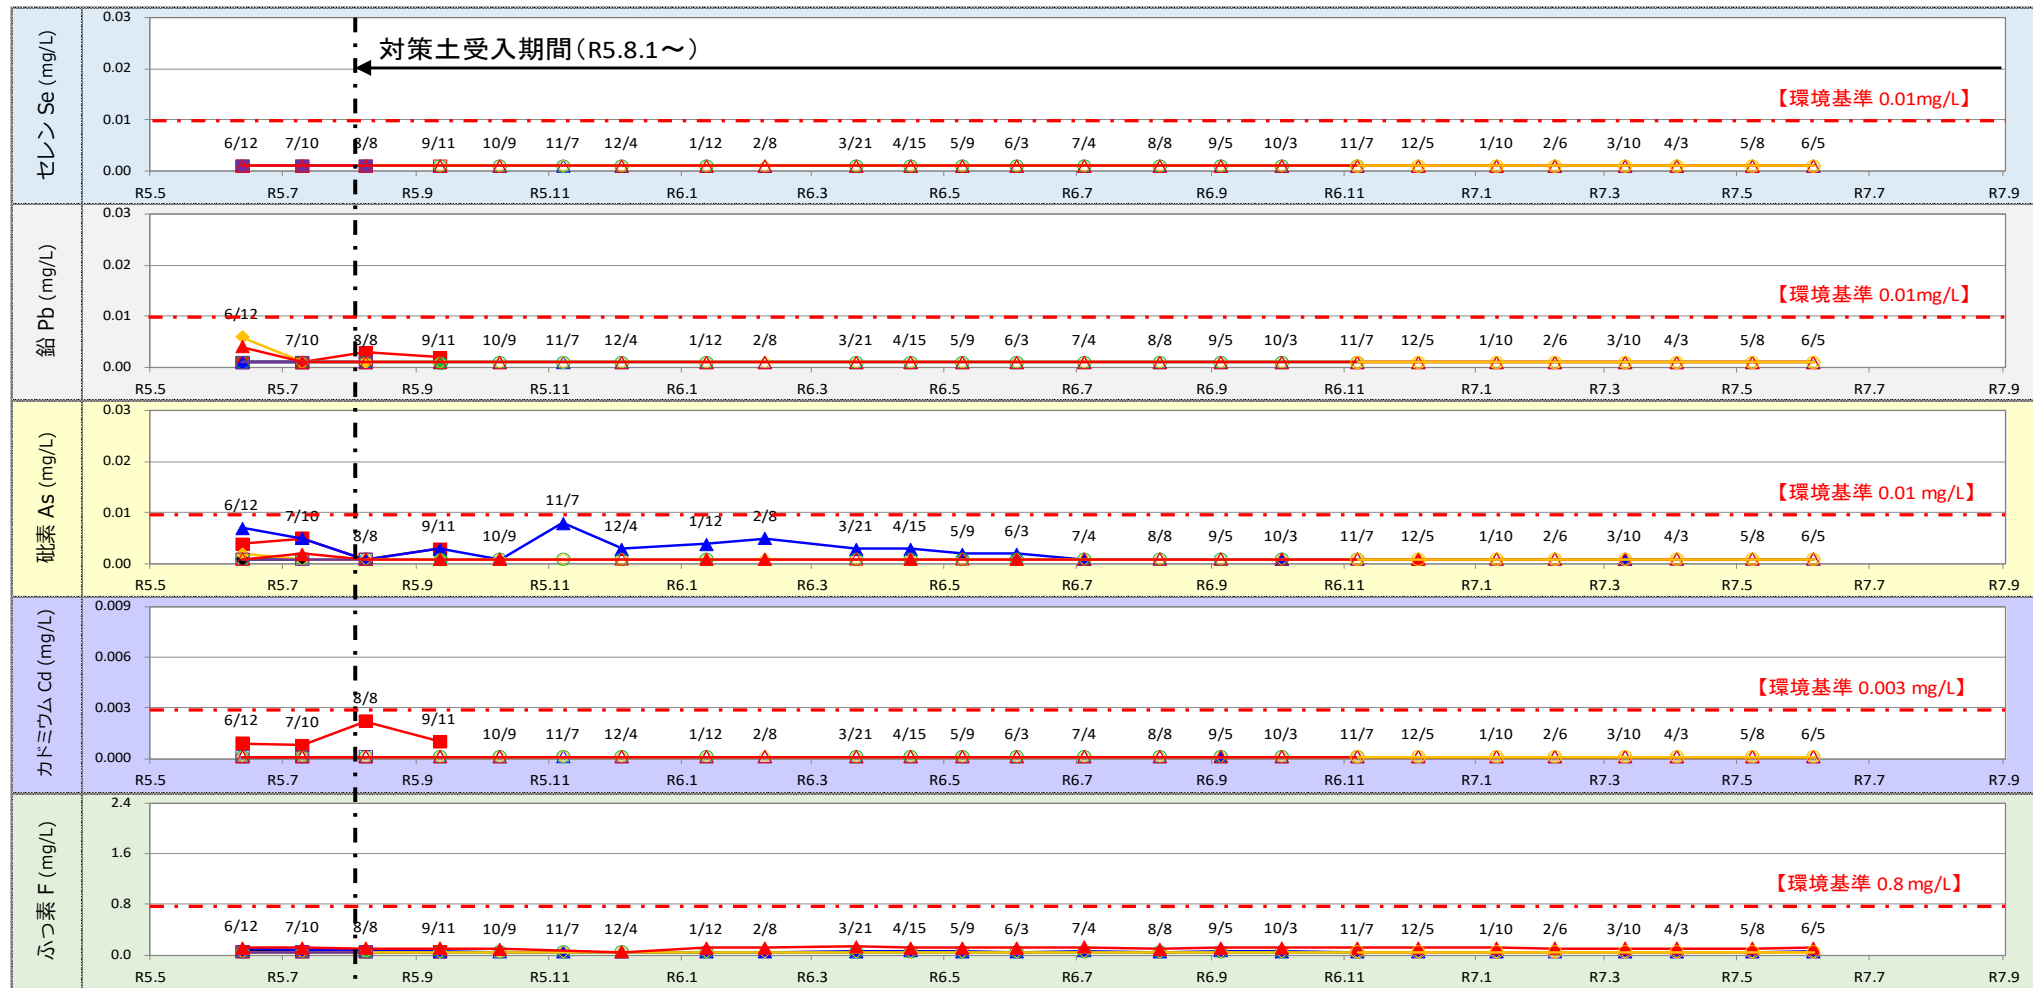 セレン Se (mg/L)
0.03
対策土受入期間(R5.8.1～)
0.02
【環境基準 0.01mg/L】
0.01
6/12 7/10 8/8 9/11 10/9 11/7 12/4 1/12 2/8 3/21 4/15 5/9 6/3 7/4 8/8 9/5 10/3 11/7 12/5 1/10 2/6 3/10 4/3 5/8 6/5
0.00
R5.5 R5.7 R5.9 R5.11 R6.1 R6.3 R6.5 R6.7 R6.9 R6.11 R7.1 R7.3 R7.5 R7.7 R7.9
鉛 Pb (mg/L)
0.03
0.02
【環境基準 0.01mg/L】
0.01
6/12 7/10 8/8 9/11 10/9 11/7 12/4 1/12 2/8 3/21 4/15 5/9 6/3 7/4 8/8 9/5 10/3 11/7 12/5 1/10 2/6 3/10 4/3 5/8 6/5
0.00
R5.5 R5.7 R5.9 R5.11 R6.1 R6.3 R6.5 R6.7 R6.9 R6.11 R7.1 R7.3 R7.5 R7.7 R7.9
砒素 As (mg/L)
0.03
0.02
【環境基準 0.01 mg/L】
0.01
6/12 7/10 8/8 9/11 10/9 11/7 12/4 1/12 2/8 3/21 4/15 5/9 6/3 7/4 8/8 9/5 10/3 11/7 12/5 1/10 2/6 3/10 4/3 5/8 6/5
0.00
R5.5 R5.7 R5.9 R5.11 R6.1 R6.3 R6.5 R6.7 R6.9 R6.11 R7.1 R7.3 R7.5 R7.7 R7.9
カドミウム Cd (mg/L)
0.009
0.006
【環境基準 0.003 mg/L】
0.003
6/12 7/10 8/8 9/11 10/9 11/7 12/4 1/12 2/8 3/21 4/15 5/9 6/3 7/4 8/8 9/5 10/3 11/7 12/5 1/10 2/6 3/10 4/3 5/8 6/5
0.000
R5.5 R5.7 R5.9 R5.11 R6.1 R6.3 R6.5 R6.7 R6.9 R6.11 R7.1 R7.3 R7.5 R7.7 R7.9
ふっ素 F (mg/L)
2.4
1.6
【環境基準 0.8 mg/L】
0.8
6/12 7/10 8/8 9/11 10/9 11/7 12/4 1/12 2/8 3/21 4/15 5/9 6/3 7/4 8/8 9/5 10/3 11/7 12/5 1/10 2/6 3/10 4/3 5/8 6/5
0.0
R5.5 R5.7 R5.9 R5.11 R6.1 R6.3 R6.5 R6.7 R6.9 R6.11 R7.1 R7.3 R7.5 R7.7 R7.9